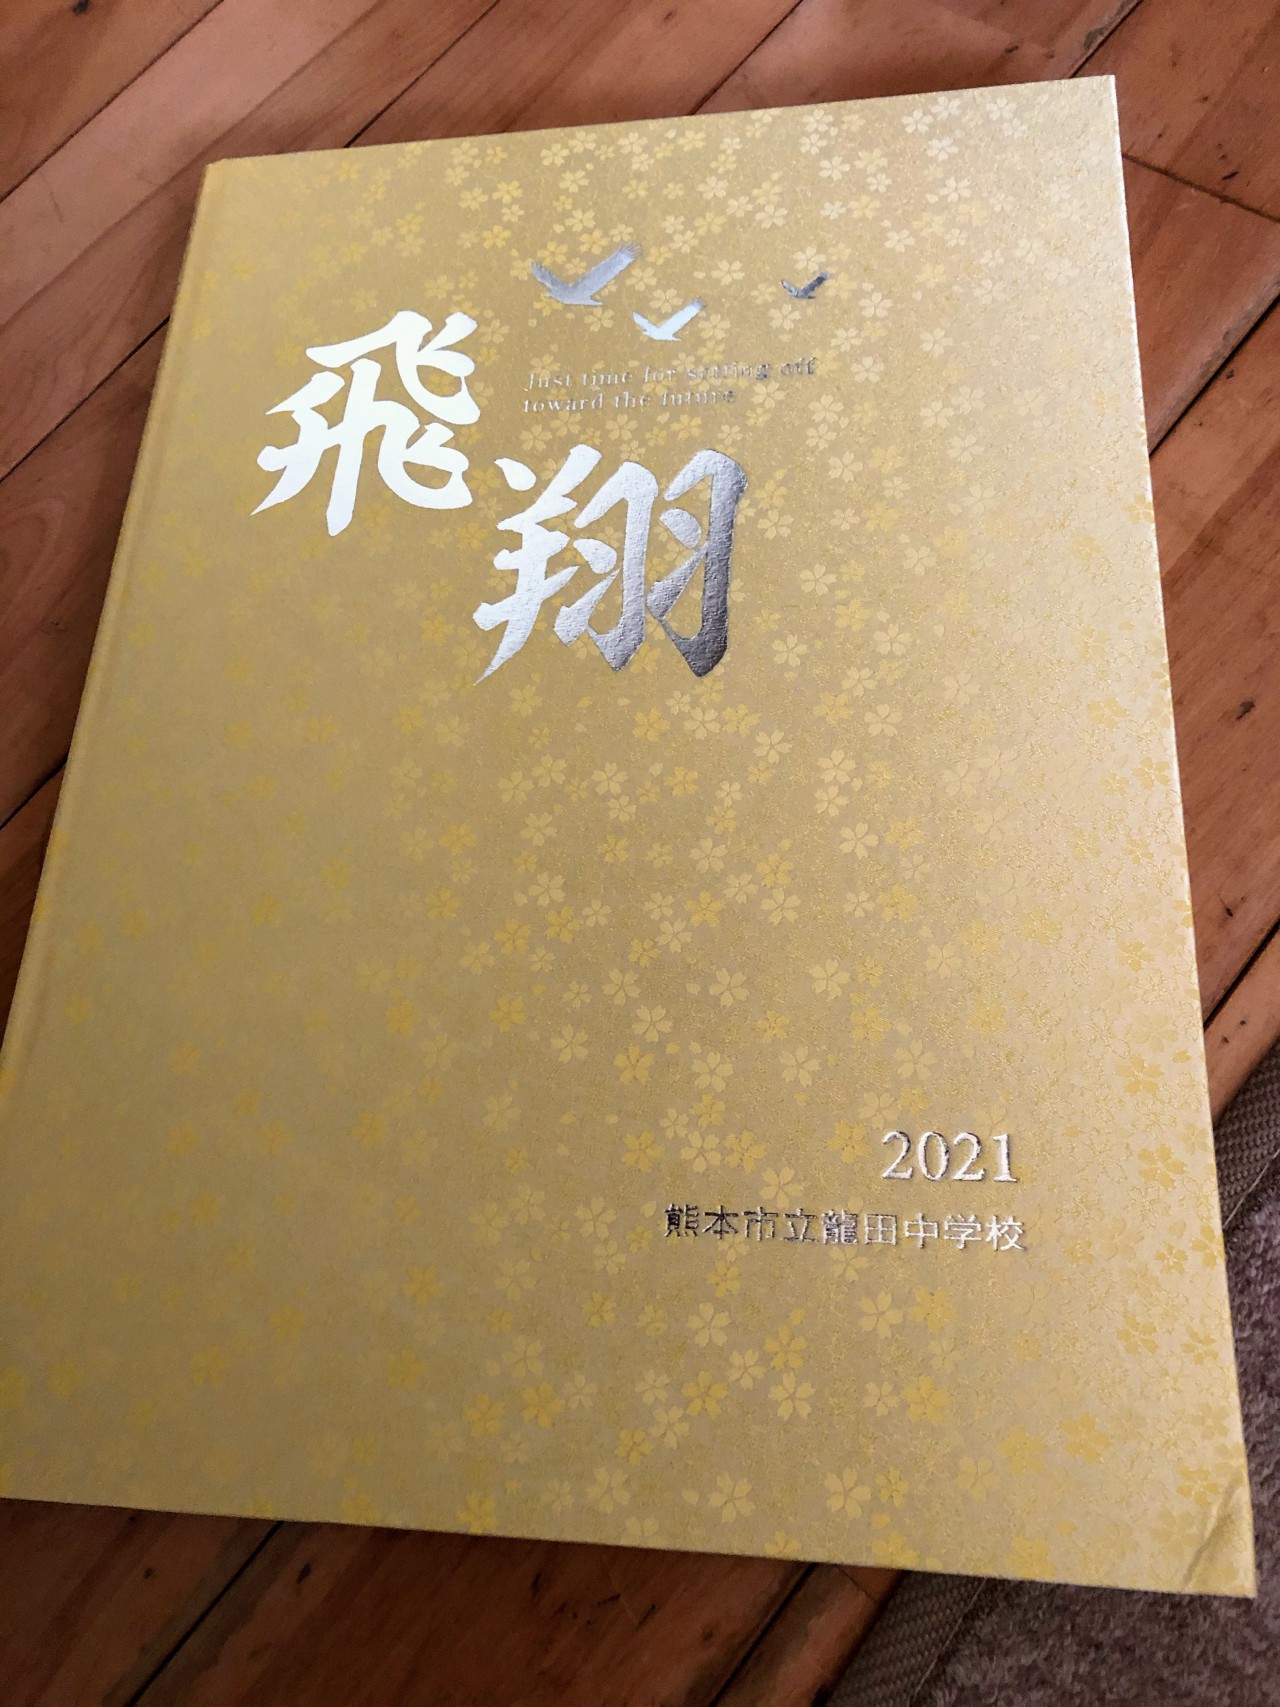 飛翔
Just time for setting off
toward the future
2021
熊本市立龍田中学校